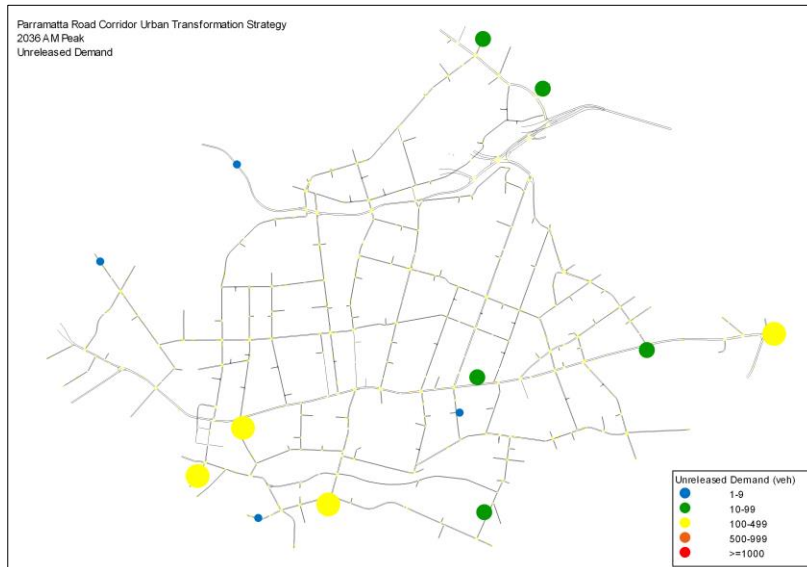 Parramatta Road Corridor Urban Transformation Strategy
2036 AM Peak
Unreleased Demand
Unreleased Demand (veh)
1-9
10-99
100-499
500-999
>=1000